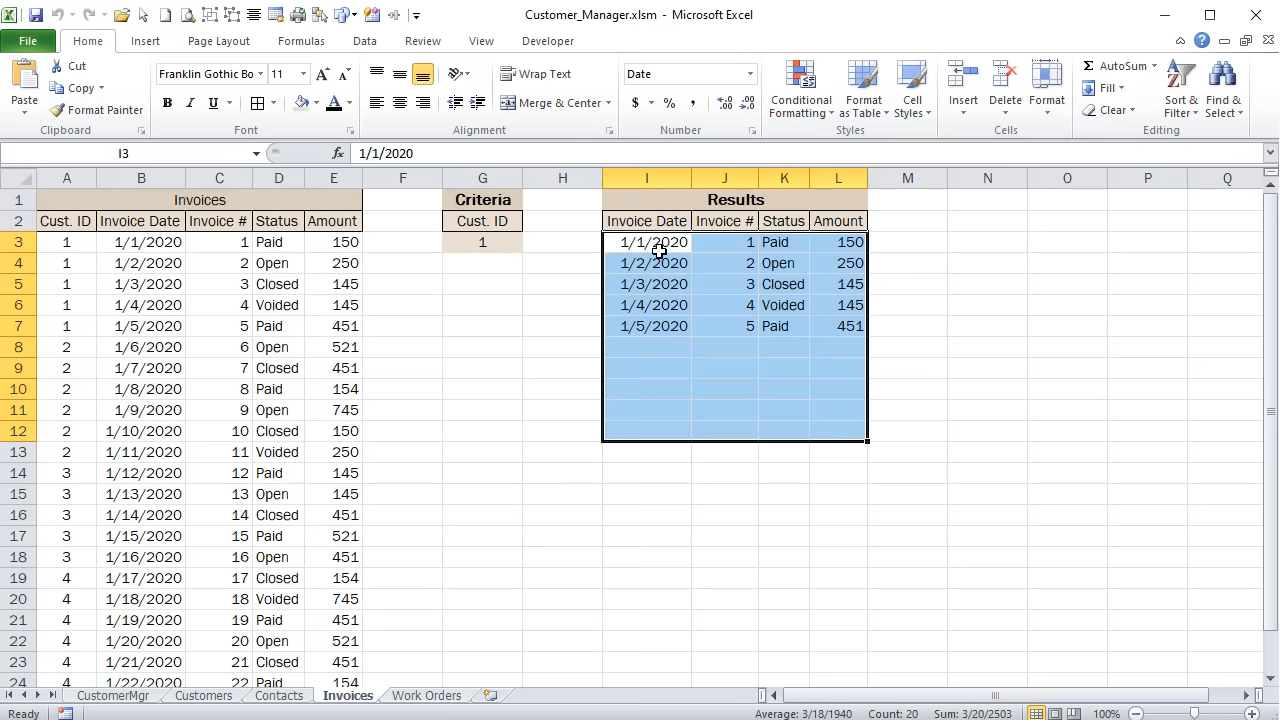 Customer_Manager.xlsm - Microsoft Excel
File Home Insert Page Layout Formulas Data Review View Developer
Paste
Cut
Copy
Format Painter
Clipboard
Franklin Gothic Bo 11
B I U A
Font
Wrap Text
Merge & Center
Alignment
Date
$ % ,
Number
Conditional Formatting
Format as Table
Cell Styles
Styles
Insert
Delete
Format
Cells
AutoSum
Fill
Clear
Sort & Filter
Find & Select
Editing
I3 fx 1/1/2020
A B C D E F G H I J K L M N O P Q
1 Invoices Criteria Results
2 Cust. ID Invoice Date Invoice # Status Amount Cust. ID Invoice Date Invoice # Status Amount
3 1 1/1/2020 1 Paid 150 1 1/1/2020 1 Paid 150
4 1 1/2/2020 2 Open 250 1/2/2020 2 Open 250
5 1 1/3/2020 3 Closed 145 1/3/2020 3 Closed 145
6 1 1/4/2020 4 Voided 145 1/4/2020 4 Voided 145
7 1 1/5/2020 5 Paid 451 1/5/2020 5 Paid 451
8 2 1/6/2020 6 Open 521
9 2 1/7/2020 7 Closed 451
10 2 1/8/2020 8 Paid 154
11 2 1/9/2020 9 Open 745
12 2 1/10/2020 10 Closed 150
13 2 1/11/2020 11 Voided 250
14 3 1/12/2020 12 Paid 145
15 3 1/13/2020 13 Open 145
16 3 1/14/2020 14 Closed 451
17 3 1/15/2020 15 Paid 521
18 3 1/16/2020 16 Open 451
19 4 1/17/2020 17 Closed 154
20 4 1/18/2020 18 Voided 745
21 4 1/19/2020 19 Paid 451
22 4 1/20/2020 20 Open 521
23 4 1/21/2020 21 Closed 451
24 4 1/22/2020 22 Paid 154
CustomerMgr Customers Contacts Invoices Work Orders
Ready Average: 3/18/1940 Count: 20 Sum: 3/20/2503 100%